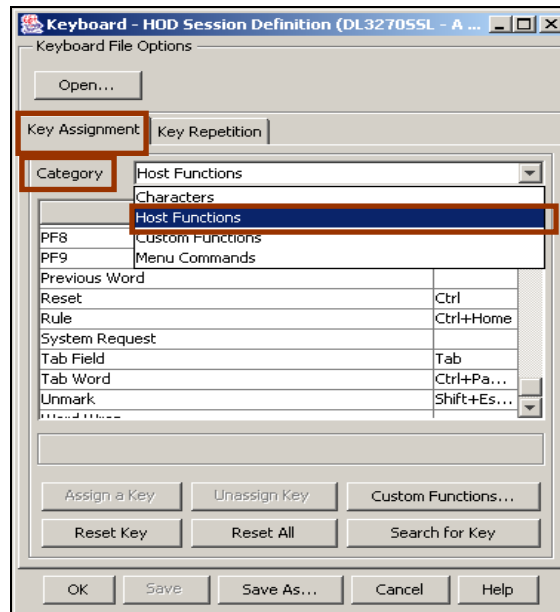 Keyboard - HOD Session Definition (DL3270SSL - A ...
Keyboard File Options
Open...
Key Assignment Key Repetition
Category Host Functions
Characters
Host Functions
PF8 Custom Functions
PF9 Menu Commands
Previous Word
Reset Ctrl
Rule Ctrl+Home
System Request
Tab Field Tab
Tab Word Ctrl+Pa...
Unmark Shift+Es...
Assign a Key Unassign Key Custom Functions...
Reset Key Reset All Search for Key
OK Save Save As... Cancel Help